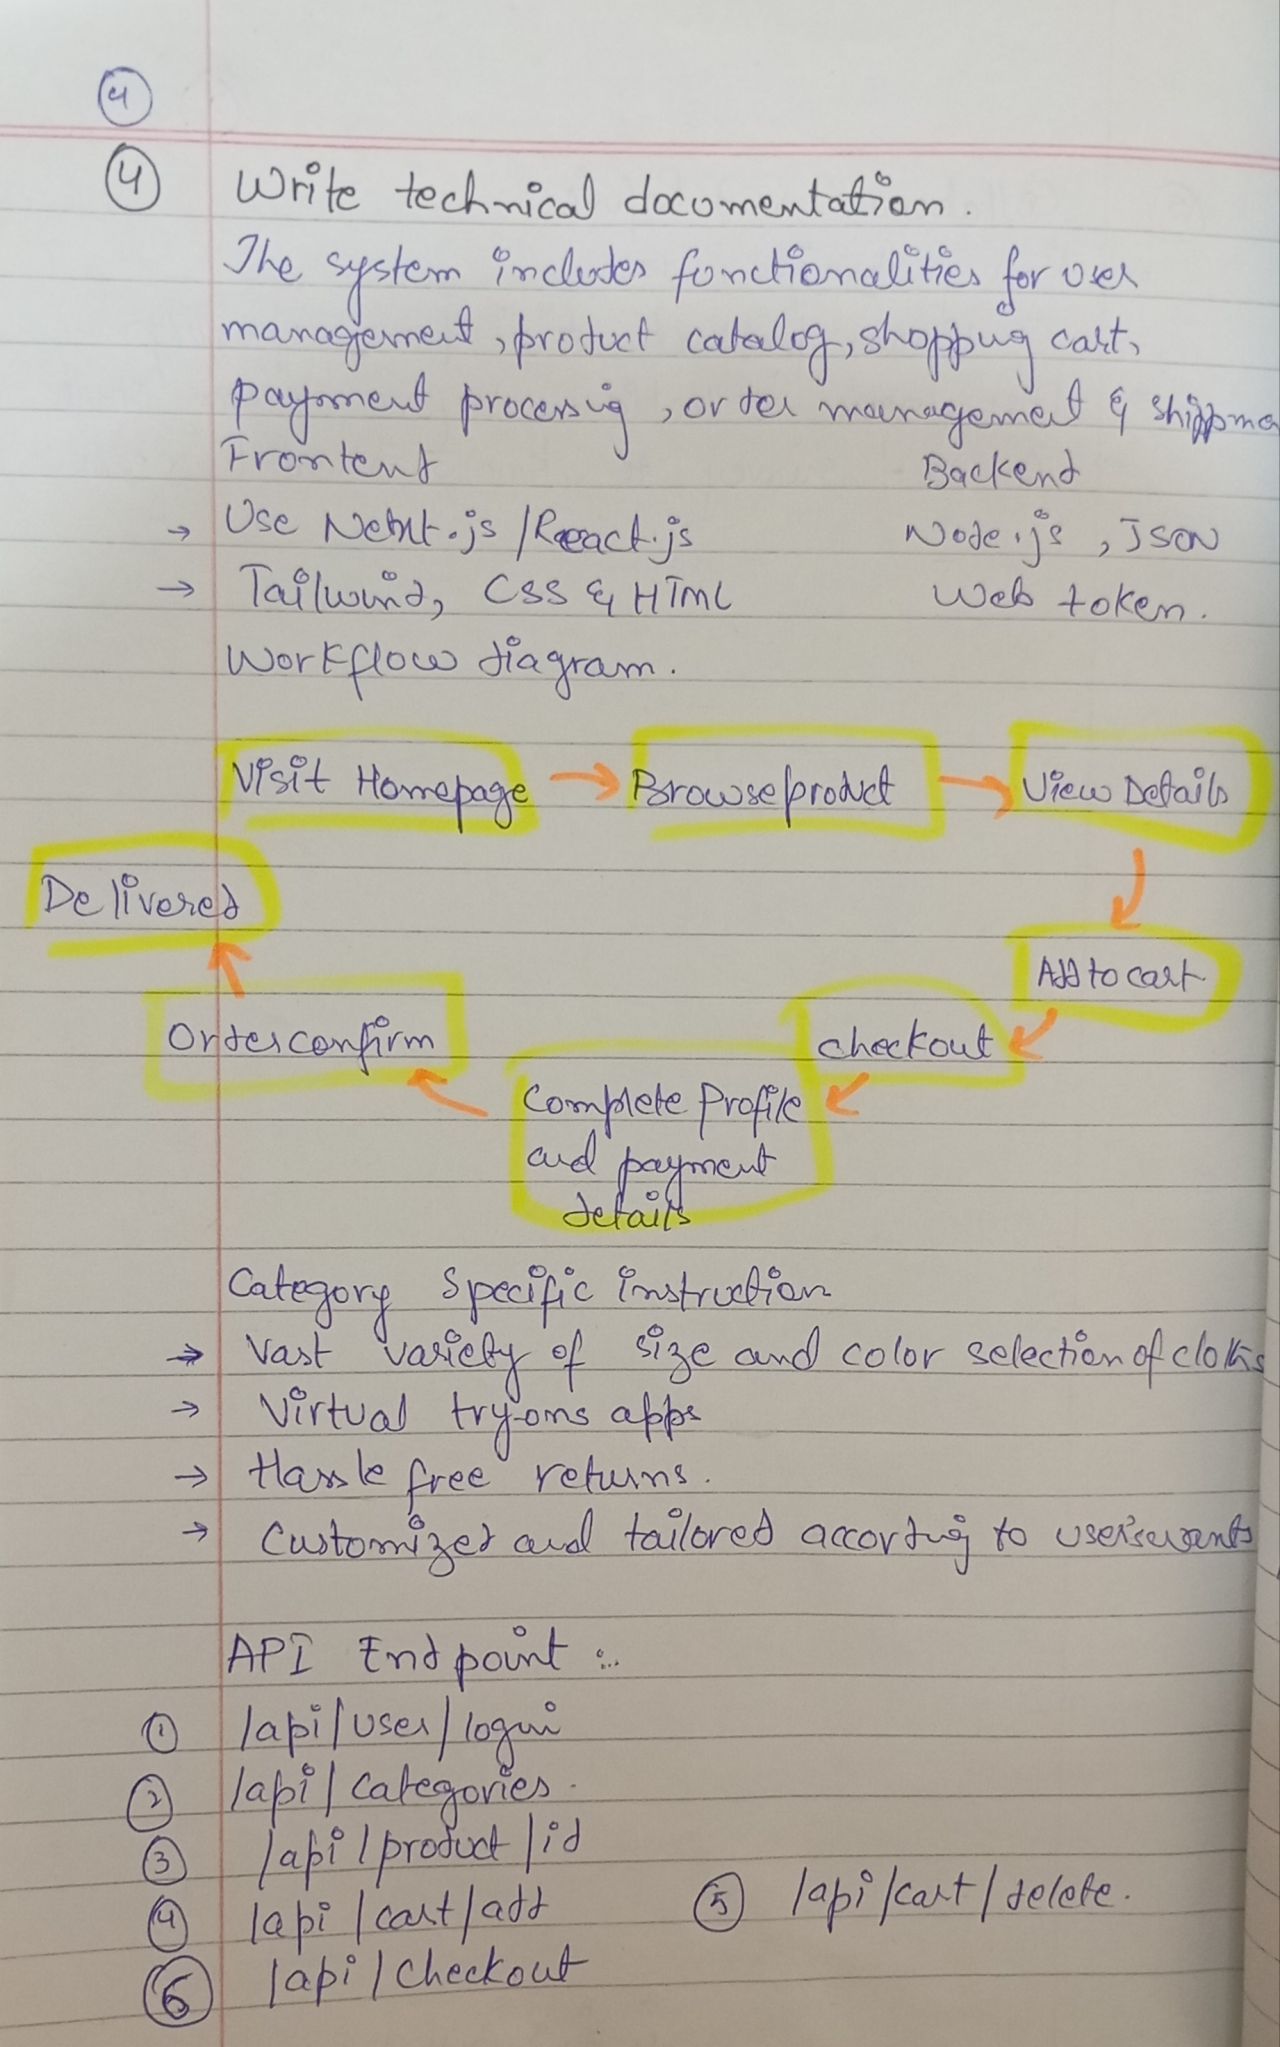 4
4 Write technical documentation.
The system includes functionalities for user
management, product catalog, shopping cart,
payment processing, order management & shipme
Frontend Backend
→ Use Next.js /React.js Node.js, JSON
→ Tailwind, CSS & HTML Web token.
Workflow diagram.
Visit Homepage → Browse product → View Details
Delivered
Add to cart
Order confirm checkout
Complete Profile
and payment
details
Category Specific instruction
→ Vast variety of size and color selection of cloths
→ Virtual try-ons apps
→ Hassle free returns.
→ Customized and tailored according to user's wants
API Endpoint :..
1 /api/user/login
2 /api/categories.
3 /api/product/id
4 /api/cart/add 5 /api/cart/delete.
6 /api/checkout